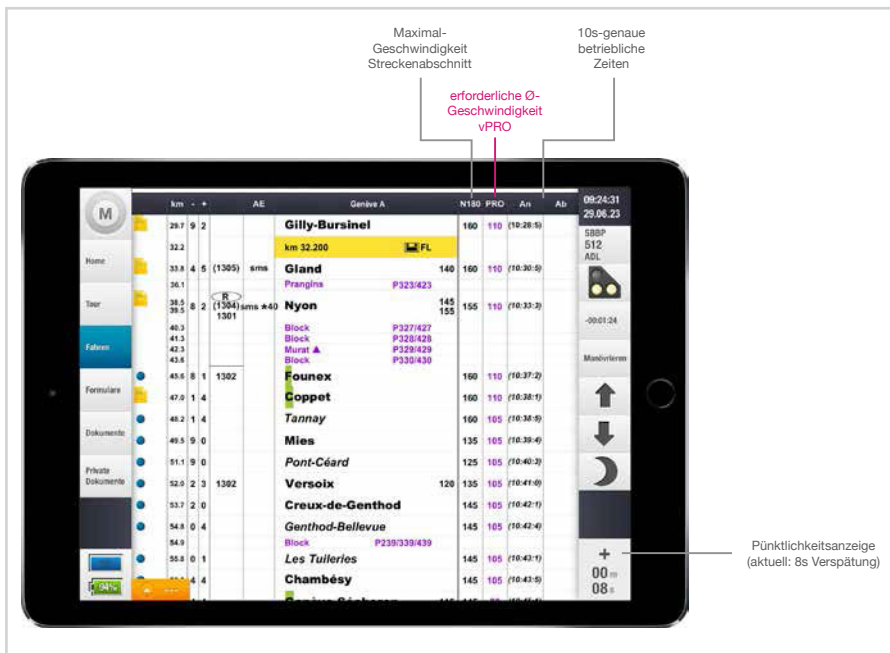 Maximal-
Geschwindigkeit
Streckenabschnitt
10s-genaue
betriebliche
Zeiten
erforderliche Ø-
Geschwindigkeit
vPRO
km - + AE Genève A N180 PRO An Ab
09:24:31
29.06.23
M
29.7 9 2 Gilly-Bursinel 160 110 (10:28:5)
SBBP
512
ADL
32.2 km 32.200 FL
Home
33.8 4 5 (1305) sms Gland 140 160 110 (10:30:5)
36.1 Prangins P323/423
R
Tour
38.5 8 2 (1304) sms *40 Nyon 145 155 110 (10:33:3)
39.5 1301 155
-00:01:24
40.3 Block P327/427
41.3 Block P328/428
Fahren
42.3 Murat ▲ P329/429
43.6 Block P330/430
Manövrieren
45.6 8 1 1302 Founex 160 110 (10:37:2)
Formulare
47.0 1 4 Coppet 160 110 (10:38:1)
48.2 1 4 Tannay 160 105 (10:38:5)
Dokumente
49.5 9 0 Mies 135 105 (10:39:4)
51.1 9 0 Pont-Céard 125 105 (10:40:3)
Private
Dokumente
52.0 2 3 1302 Versoix 120 135 105 (10:41:0)
53.7 2 0 Creux-de-Genthod 145 105 (10:42:1)
54.8 0 4 Genthod-Bellevue 145 105 (10:42:4)
54.9 Block P239/339/439
55.8 0 1 Les Tuileries 145 105 (10:43:1)
4 4 Chambésy 145 105 (10:43:5)
94%
+
00 m
08 s
Pünktlichkeitsanzeige
(aktuell: 8s Verspätung)